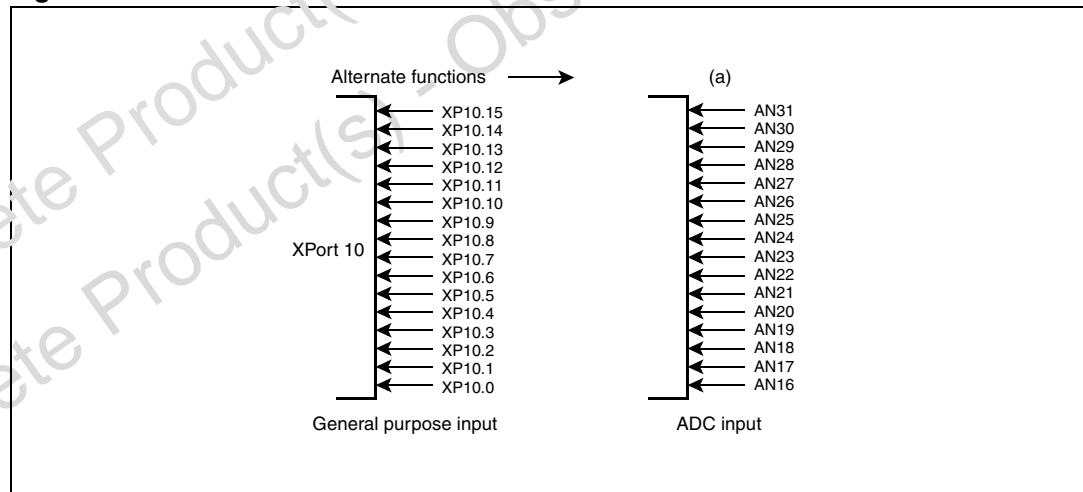 Alternate functions (a)
XP10.15 AN31
XP10.14 AN30
XP10.13 AN29
XP10.12 AN28
XP10.11 AN27
XP10.10 AN26
XP10.9 AN25
XP10.8 AN24
XPort 10 XP10.7 AN23
XP10.6 AN22
XP10.5 AN21
XP10.4 AN20
XP10.3 AN19
XP10.2 AN18
XP10.1 AN17
XP10.0 AN16
General purpose input ADC input
Product(s) - Obs
Product(s)